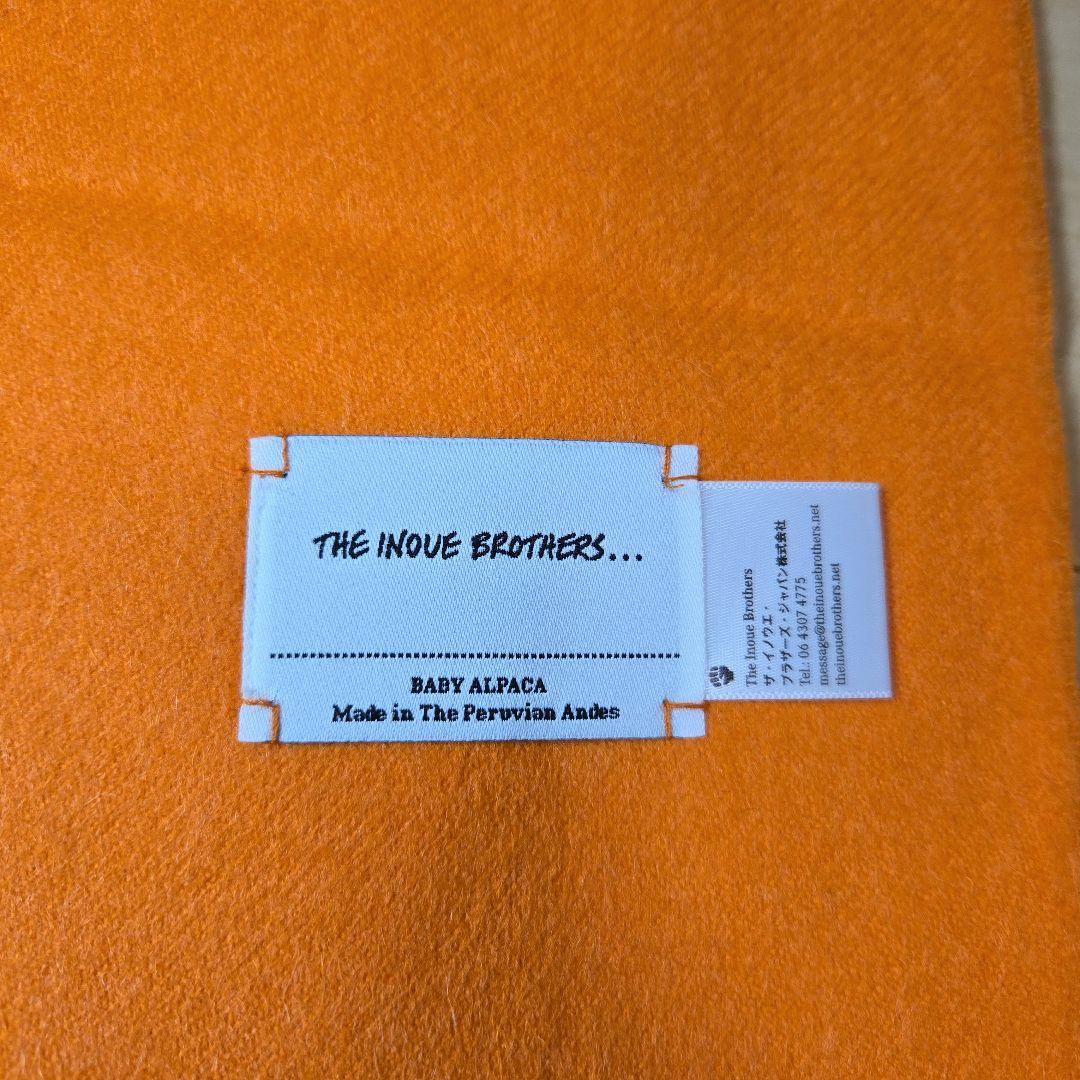 THE INOUE BROTHERS...
BABY ALPACA
Made in The Peruvian Andes
The Inoue Brothers
ザ・イノウエ・
ブラザーズ・ジャパン株式会社
Tel.: 06 4307 4775
message@theinouebrothers.net
theinouebrothers.net